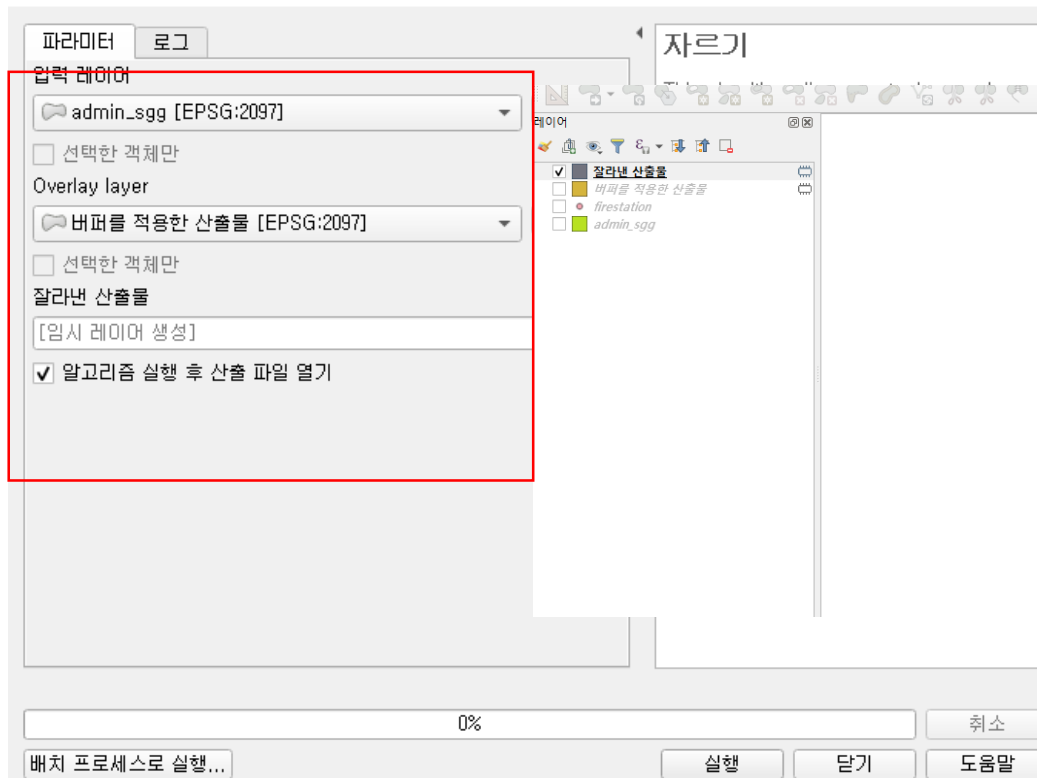 파라미터
로그
입력 레이어
admin_sgg [EPSG:2097]
선택한 객체만
Overlay layer
버퍼를 적용한 산출물 [EPSG:2097]
선택한 객체만
잘라낸 산출물
[임시 레이어 생성]
알고리즘 실행 후 산출 파일 열기
자르기
레이어
잘라낸 산출물
버퍼를 적용한 산출물
firestation
admin_sgg
0%
취소
배치 프로세스로 실행...
실행
닫기
도움말